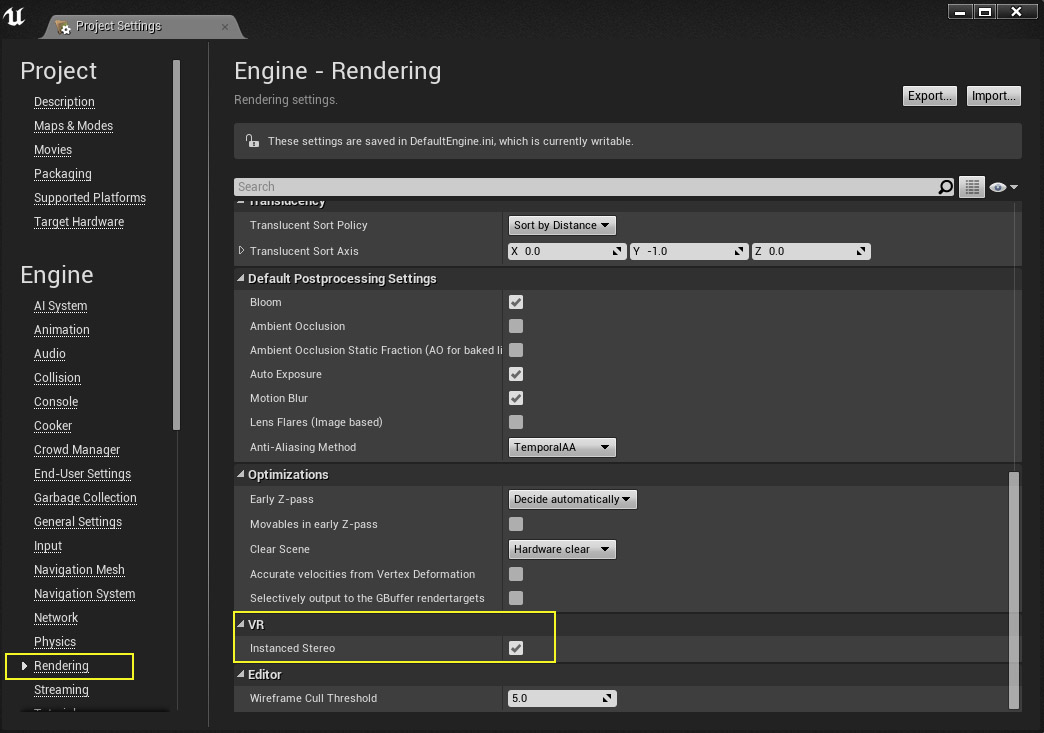 Project Settings
Project
Description
Maps & Modes
Movies
Packaging
Supported Platforms
Target Hardware
Engine
AI System
Animation
Audio
Collision
Console
Cooker
Crowd Manager
End-User Settings
Garbage Collection
General Settings
Input
Navigation Mesh
Navigation System
Network
Physics
Rendering
Streaming
Engine - Rendering
Rendering settings.
Export... Import...
These settings are saved in DefaultEngine.ini, which is currently writable.
Search
Translucency
Translucent Sort Policy Sort by Distance
Translucent Sort Axis X 0.0 Y -1.0 Z 0.0
Default Postprocessing Settings
Bloom
Ambient Occlusion
Ambient Occlusion Static Fraction (AO for baked li
Auto Exposure
Motion Blur
Lens Flares (Image based)
Anti-Aliasing Method TemporalAA
Optimizations
Early Z-pass Decide automatically
Movables in early Z-pass
Clear Scene Hardware clear
Accurate velocities from Vertex Deformation
Selectively output to the GBuffer rendertargets
VR
Instanced Stereo
Editor
Wireframe Cull Threshold 5.0